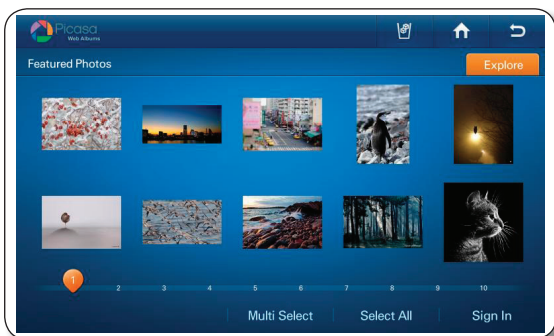 Picasa
Web Albums
Featured Photos
Explore
1 2 3 4 5 6 7 8 9 10
Multi Select
Select All
Sign In